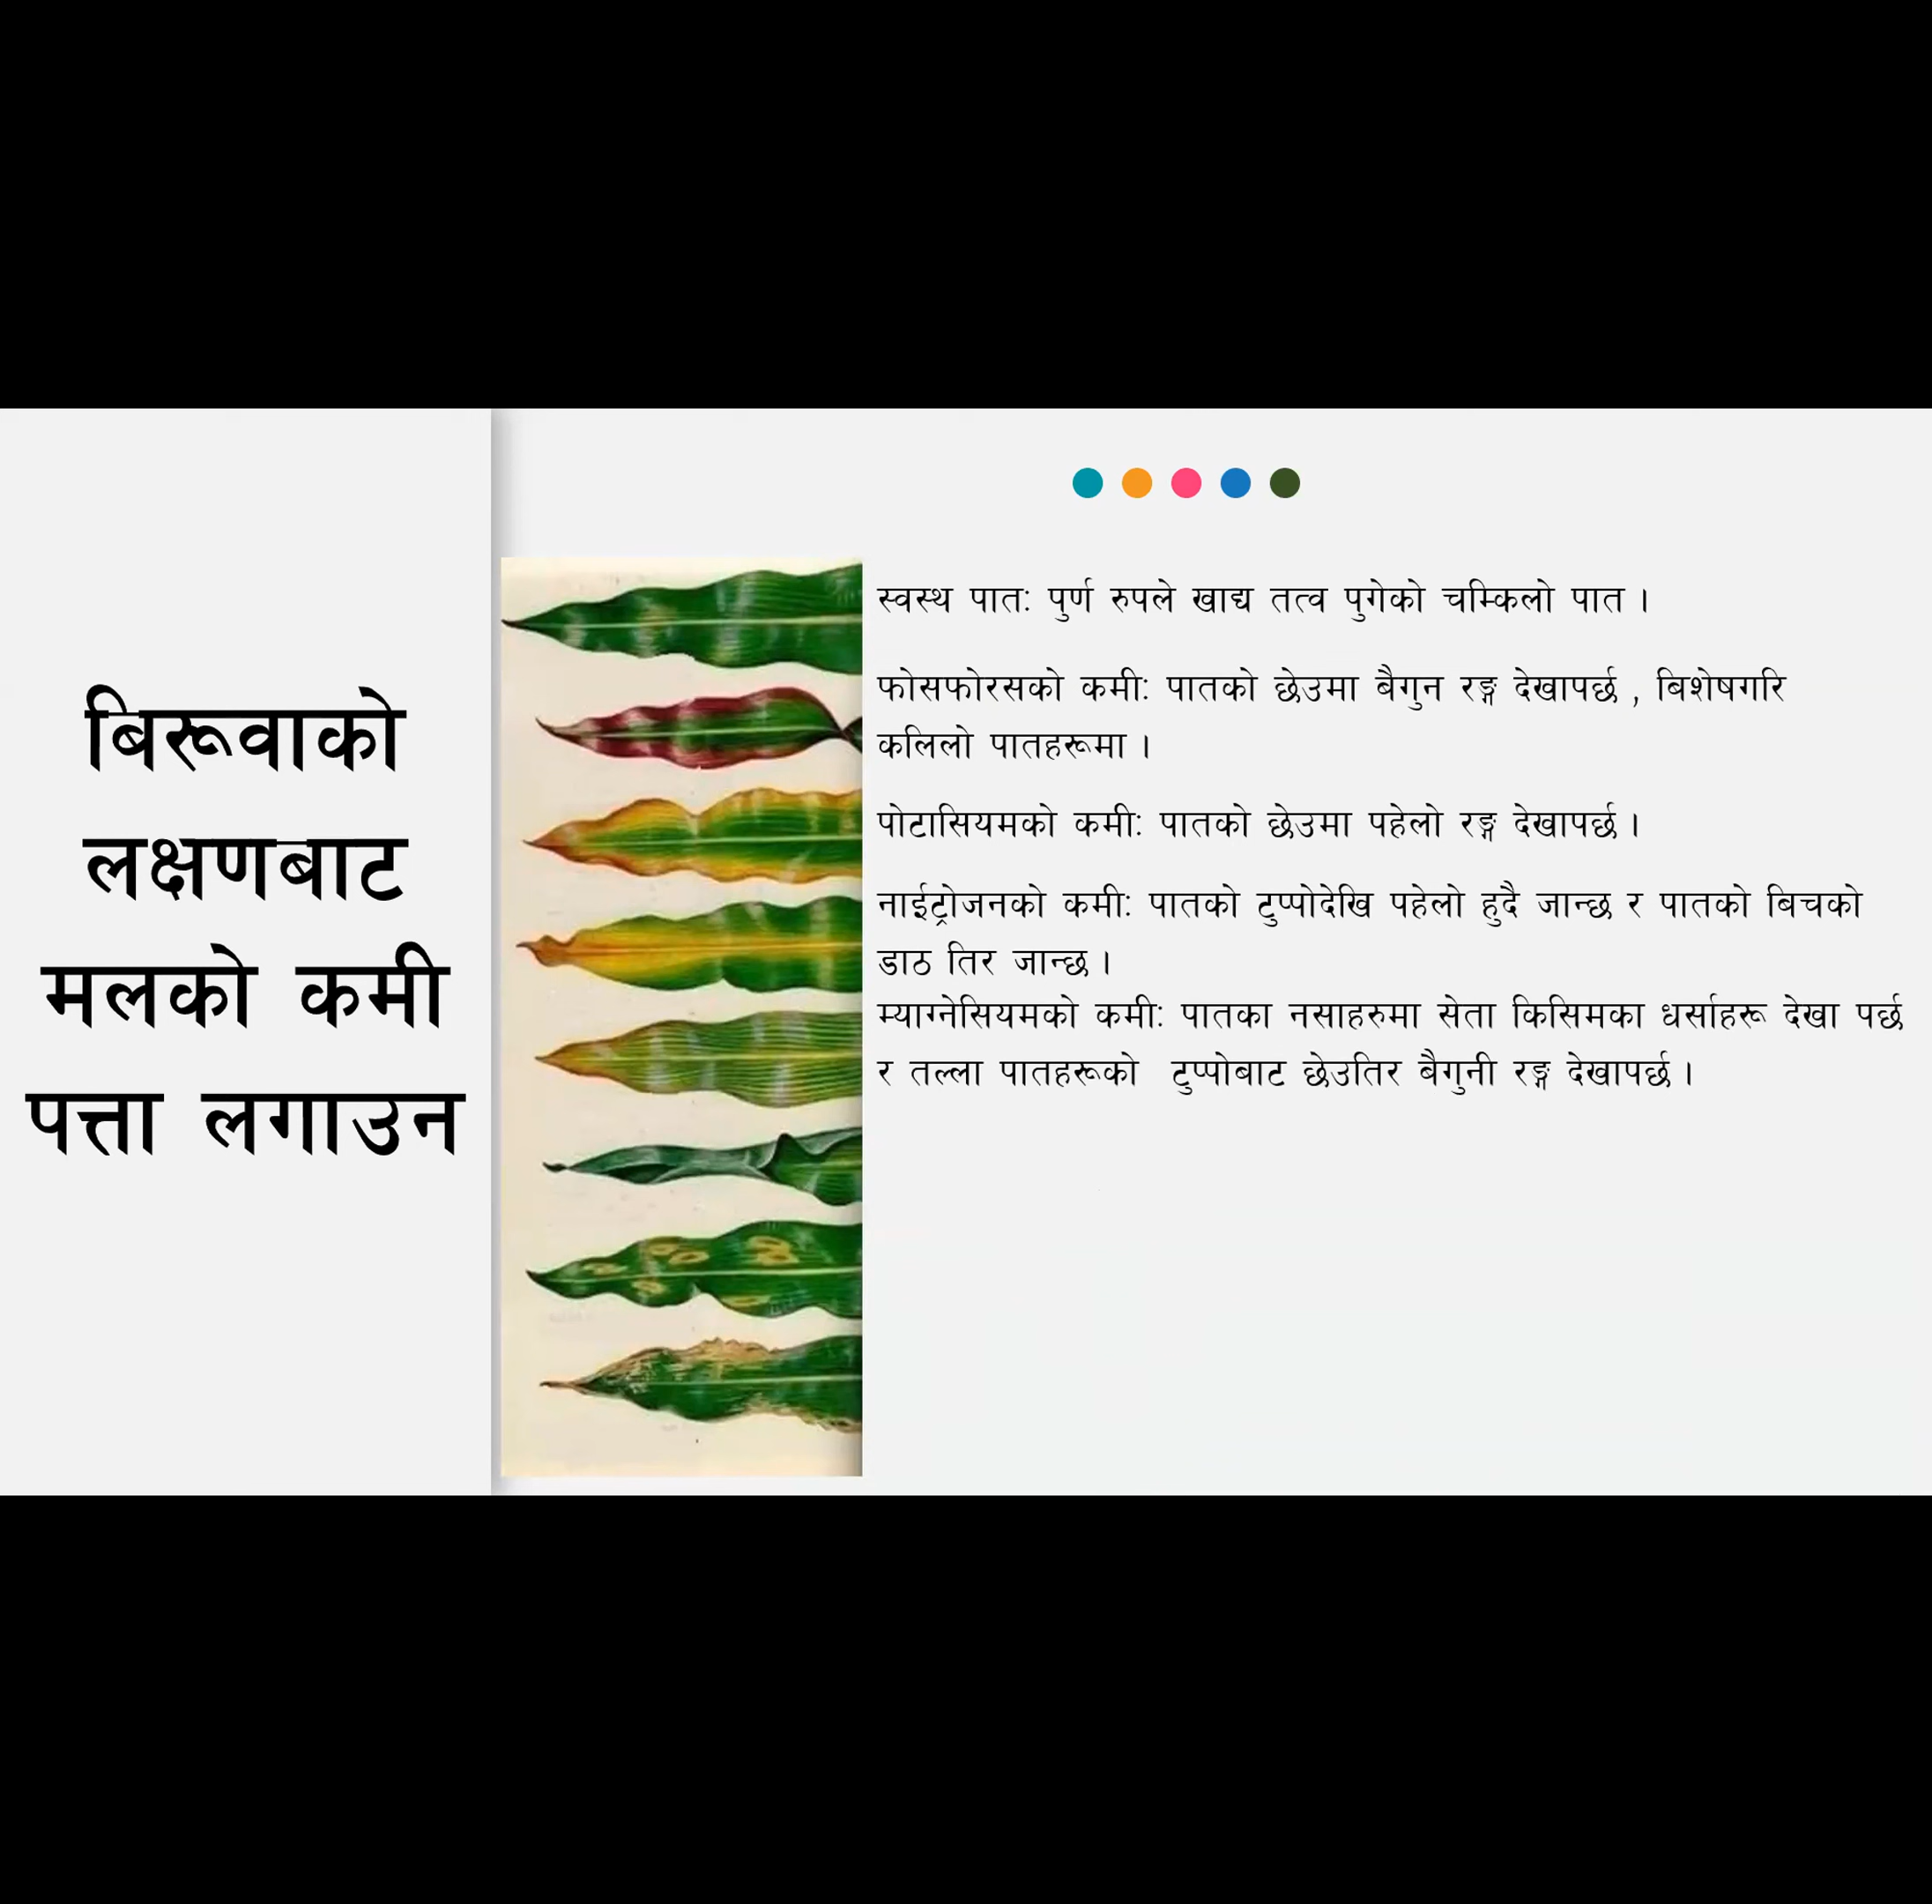 बिरूवाको
लक्षणबाट
मलको कमी
पत्ता लगाउन
स्वस्थ पातः पुर्ण रुपले खाद्य तत्व पुगेको चम्किलो पात ।
फोसफोरसको कमीः पातको छेउमा बैगुन रङ्ग देखापर्छ , बिशेषगरि
कलिलो पातहरूमा ।
पोटासियमको कमीः पातको छेउमा पहेलो रङ्ग देखापर्छ ।
नाईट्रोजनको कमीः पातको टुप्पोदेखि पहेलो हुदै जान्छ र पातको बिचको
डाठ तिर जान्छ ।
म्याग्नेसियमको कमीः पातका नसाहरुमा सेता किसिमका धर्साहरू देखा पर्छ
र तल्ला पातहरूको टुप्पोबाट छेउतिर बैगुनी रङ्ग देखापर्छ ।